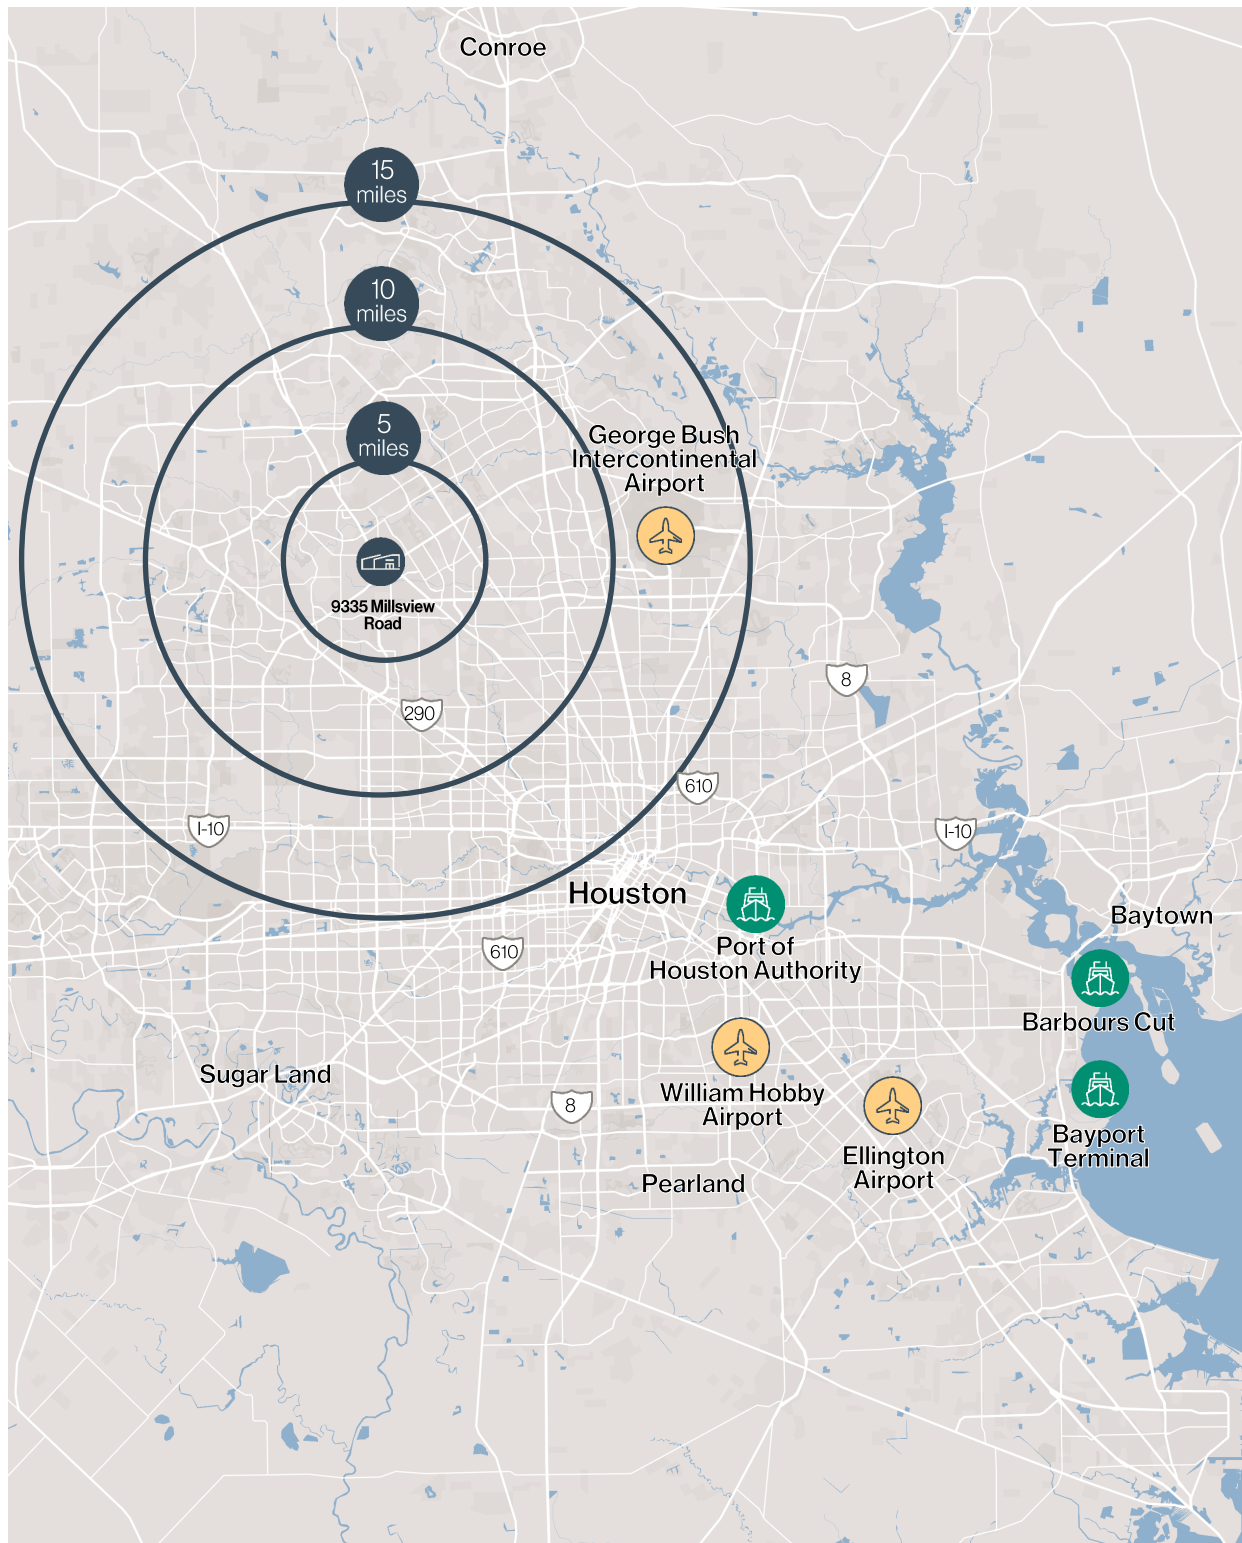 Conroe
15
miles
10
miles
5
miles
George Bush
Intercontinental
Airport
9335 Millsview
Road
8
290
610
I-10
I-10
Houston
Baytown
610
Port of
Houston Authority
Barbours Cut
Sugar Land
William Hobby
Airport
8
Bayport
Terminal
Ellington
Airport
Pearland